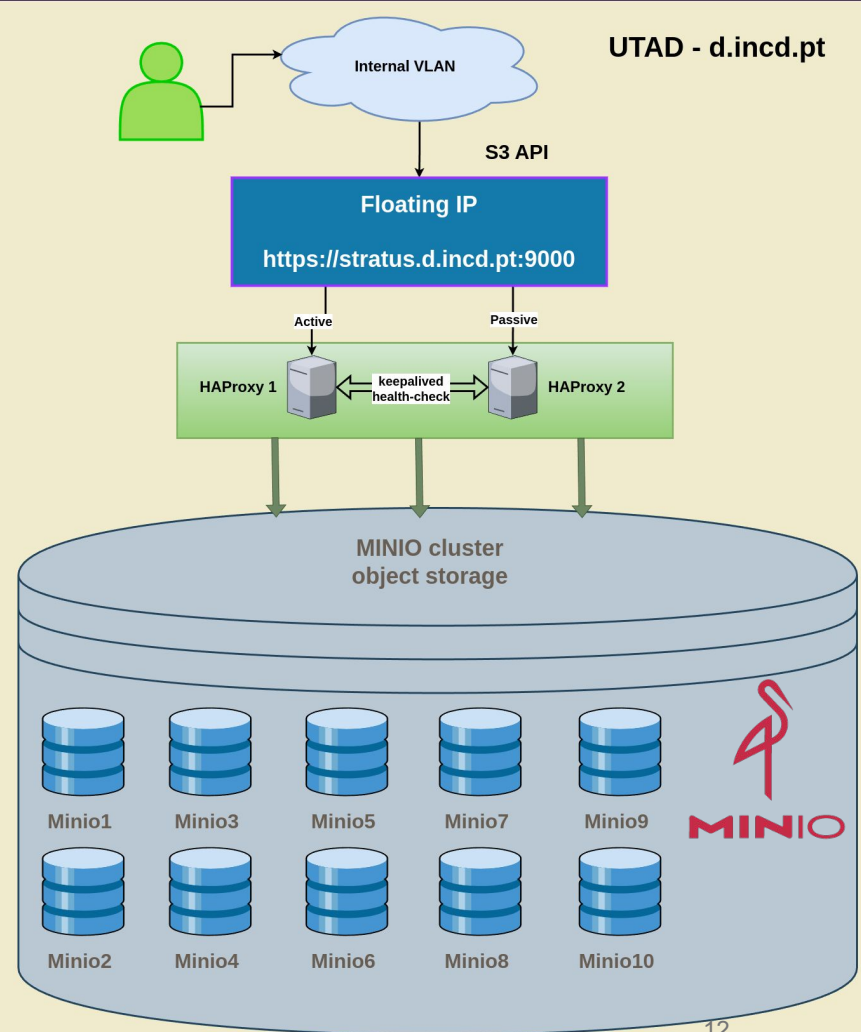 UTAD - d.incd.pt
Internal VLAN
S3 API
Floating IP
https://stratus.d.incd.pt:9000
Active
Passive
HAProxy 1
keepalived
health-check
HAProxy 2
MINIO cluster
object storage
MINIO
Minio1
Minio3
Minio5
Minio7
Minio9
Minio2
Minio4
Minio6
Minio8
Minio10
12